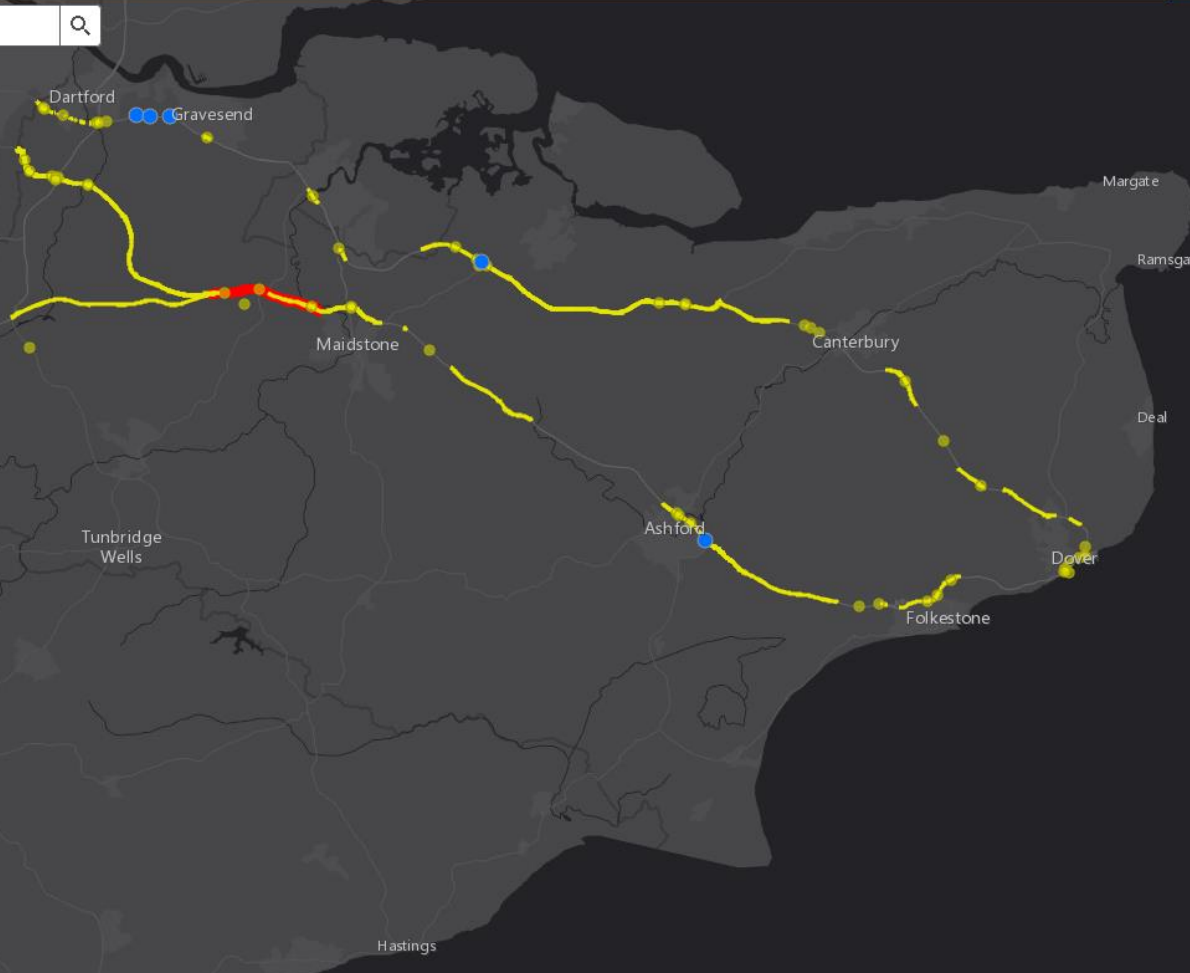 Dartford
Gravesend
Margate
Ramsga
Canterbury
Maidstone
Deal
Ashford
Tunbridge
Wells
Dover
Folkestone
Hastings